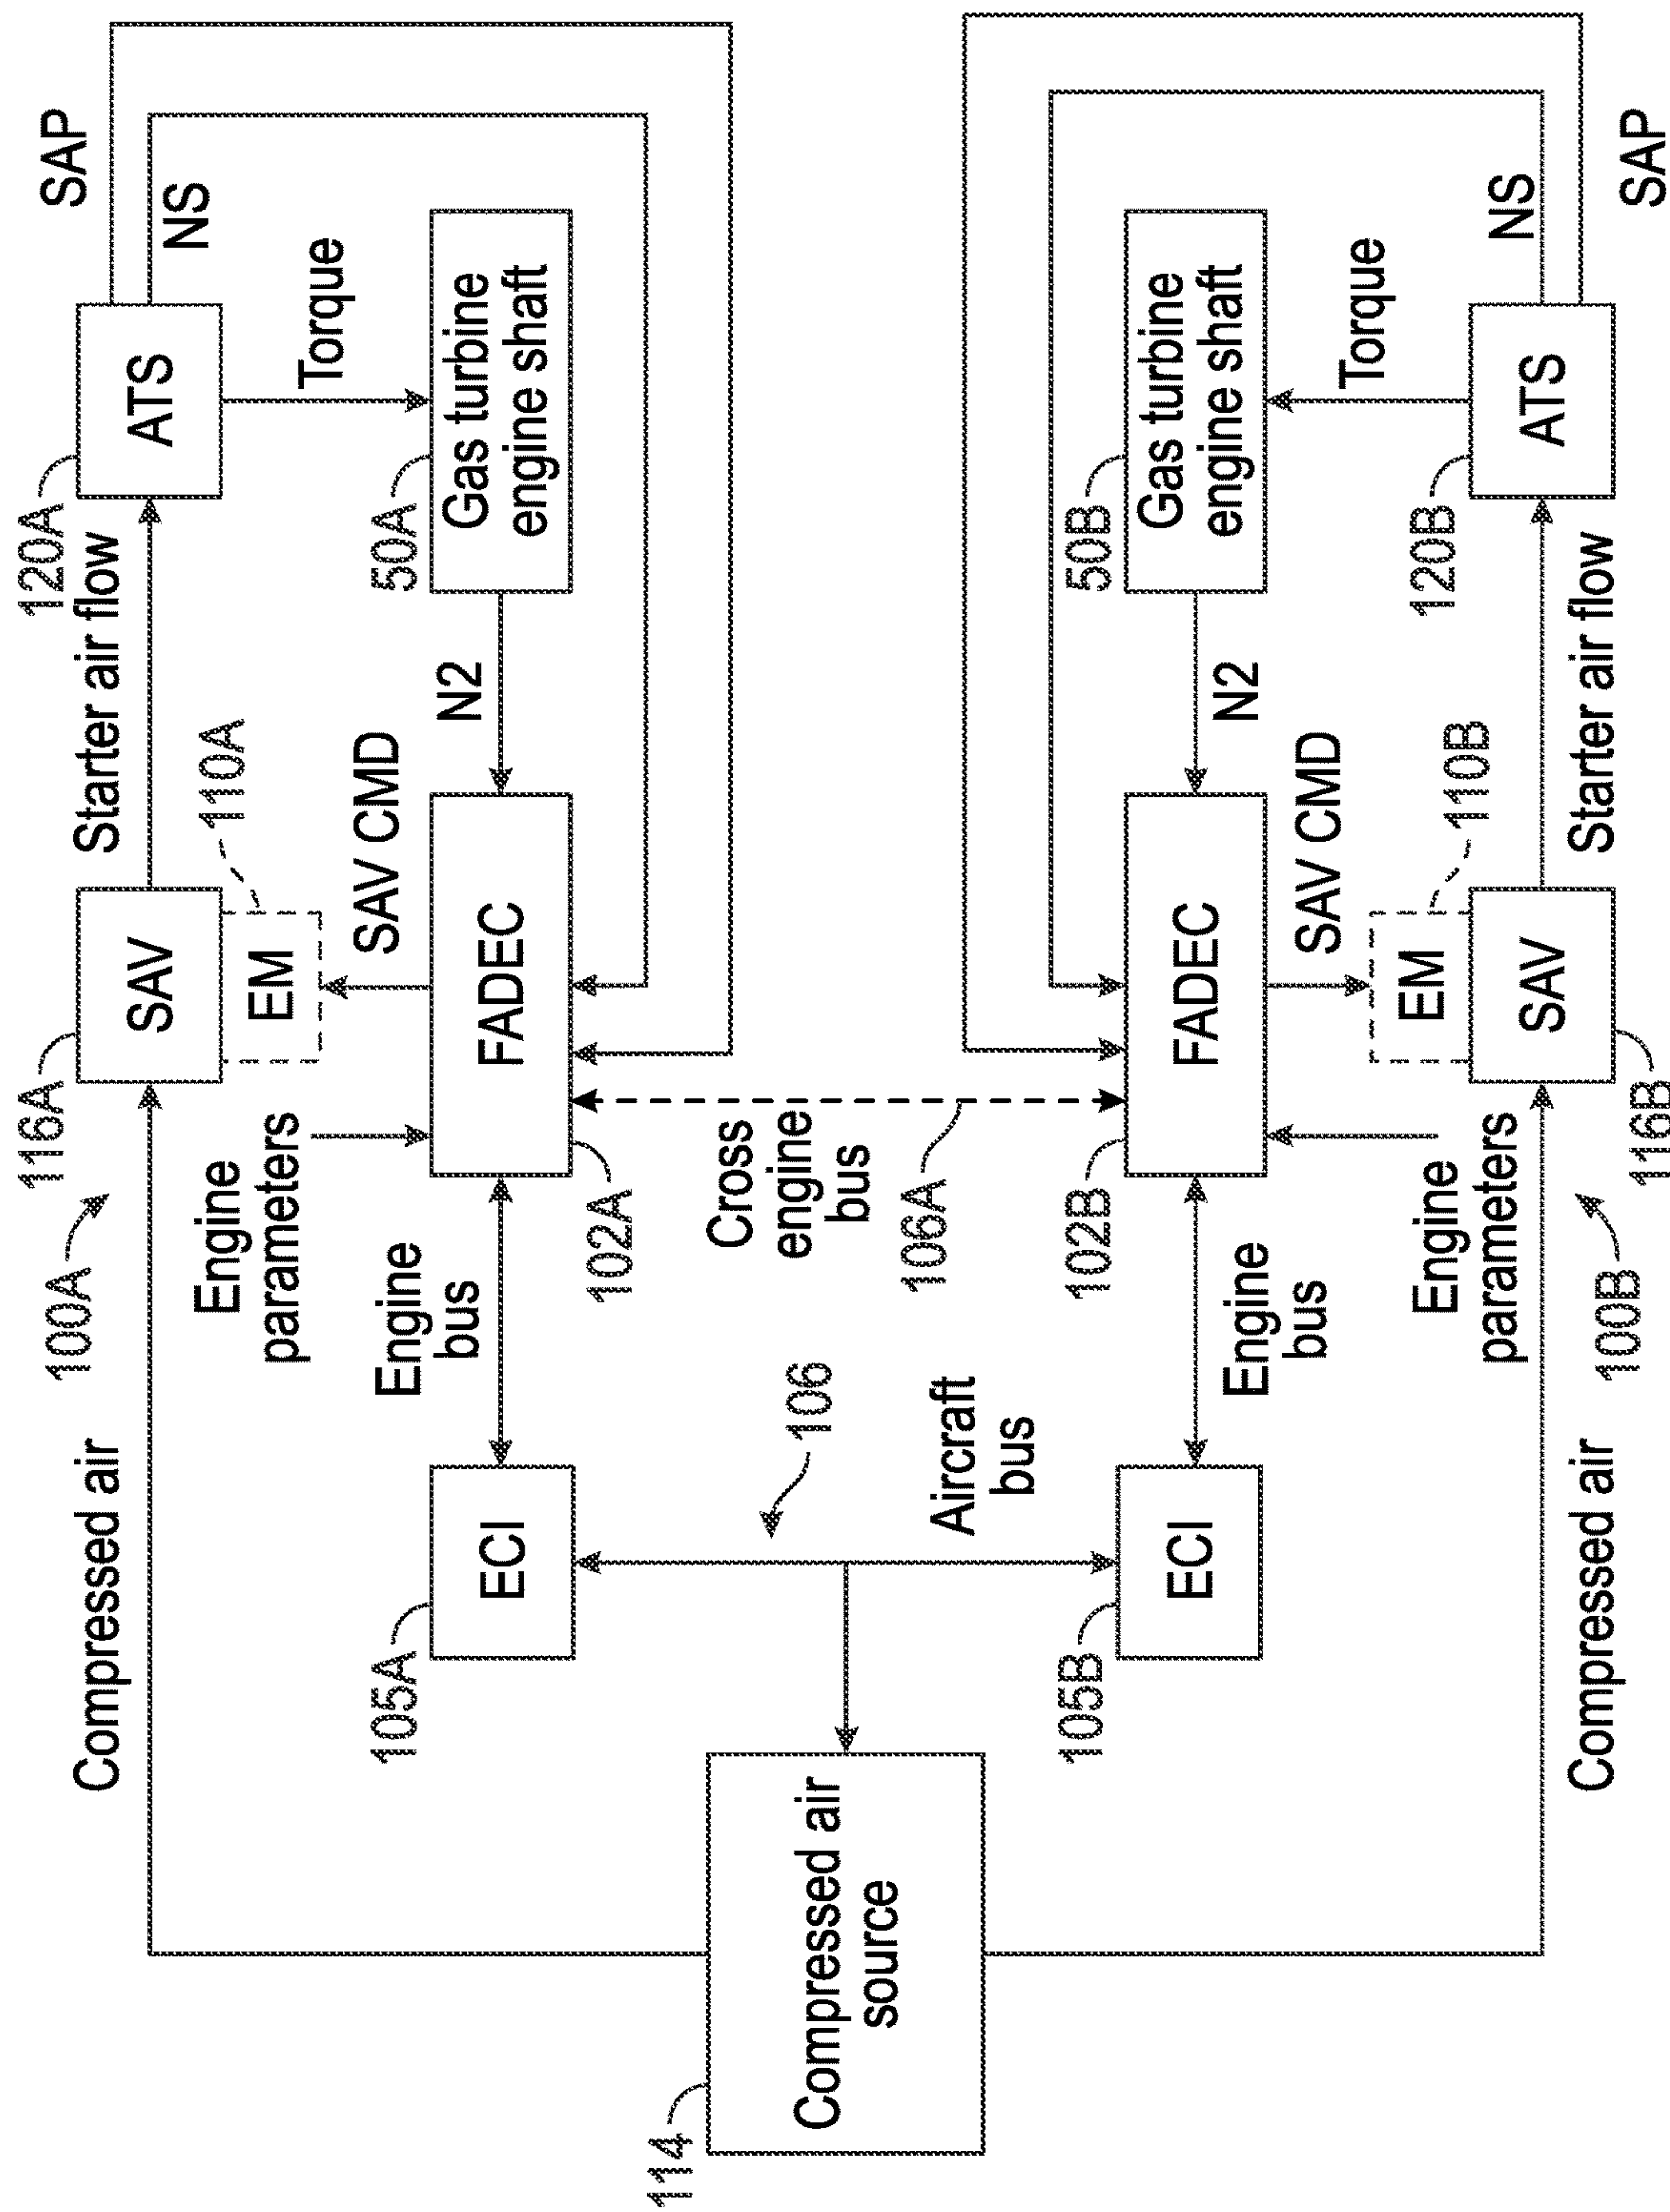 SAP
NS
120A
ATS
Torque
Starter air flow
50A
Gas turbine
engine shaft
N2
116A
SAV
110A
EM
SAV CMD
FADEC
102A
100A
Engine
parameters
Engine
bus
Compressed air
105A
ECI
Cross
engine
bus
106A
106
Aircraft
bus
114
Compressed air
source
105B
ECI
Engine
bus
102B
FADEC
N2
50B
Gas turbine
engine shaft
SAV CMD
110B
EM
Torque
NS
120B
ATS
SAP
Engine
parameters
116B
SAV
Starter air flow
100B
Compressed air